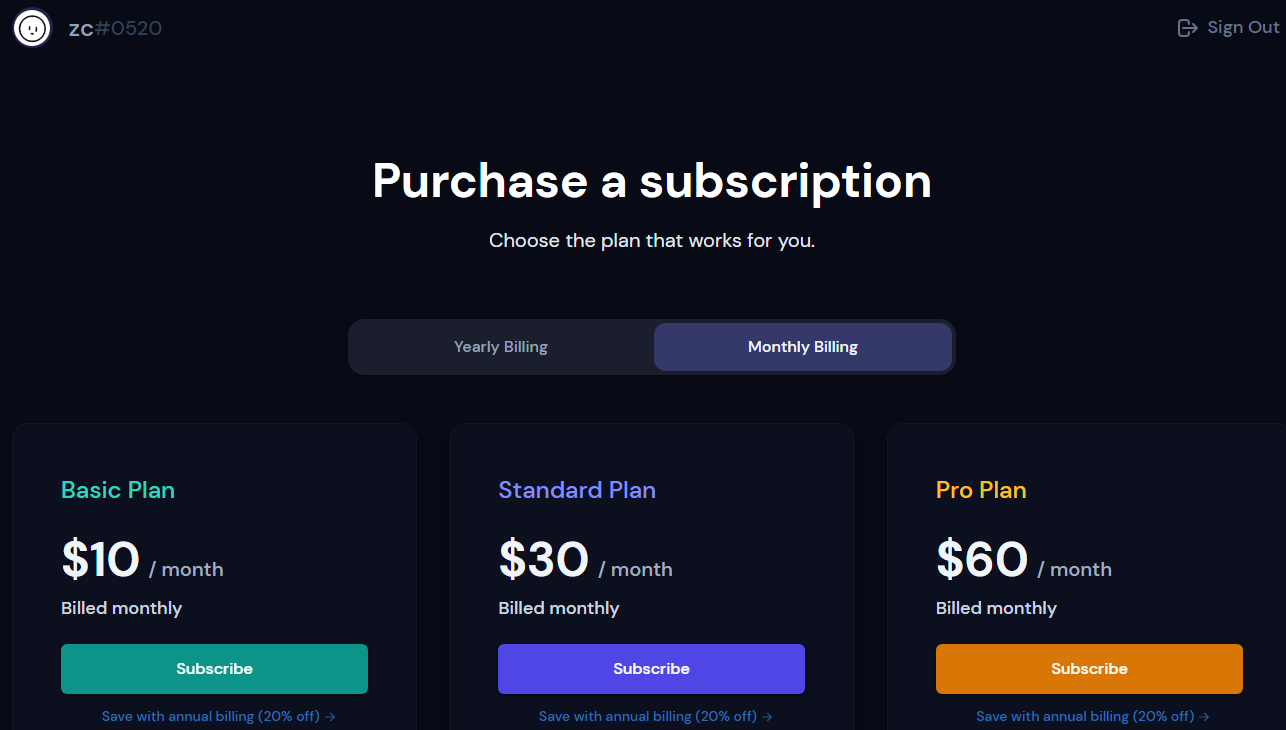 zc#0520
Sign Out
Purchase a subscription
Choose the plan that works for you.
Yearly Billing
Monthly Billing
Basic Plan
$10 / month
Billed monthly
Subscribe
Save with annual billing (20% off) →
Standard Plan
$30 / month
Billed monthly
Subscribe
Save with annual billing (20% off) →
Pro Plan
$60 / month
Billed monthly
Subscribe
Save with annual billing (20% off) →